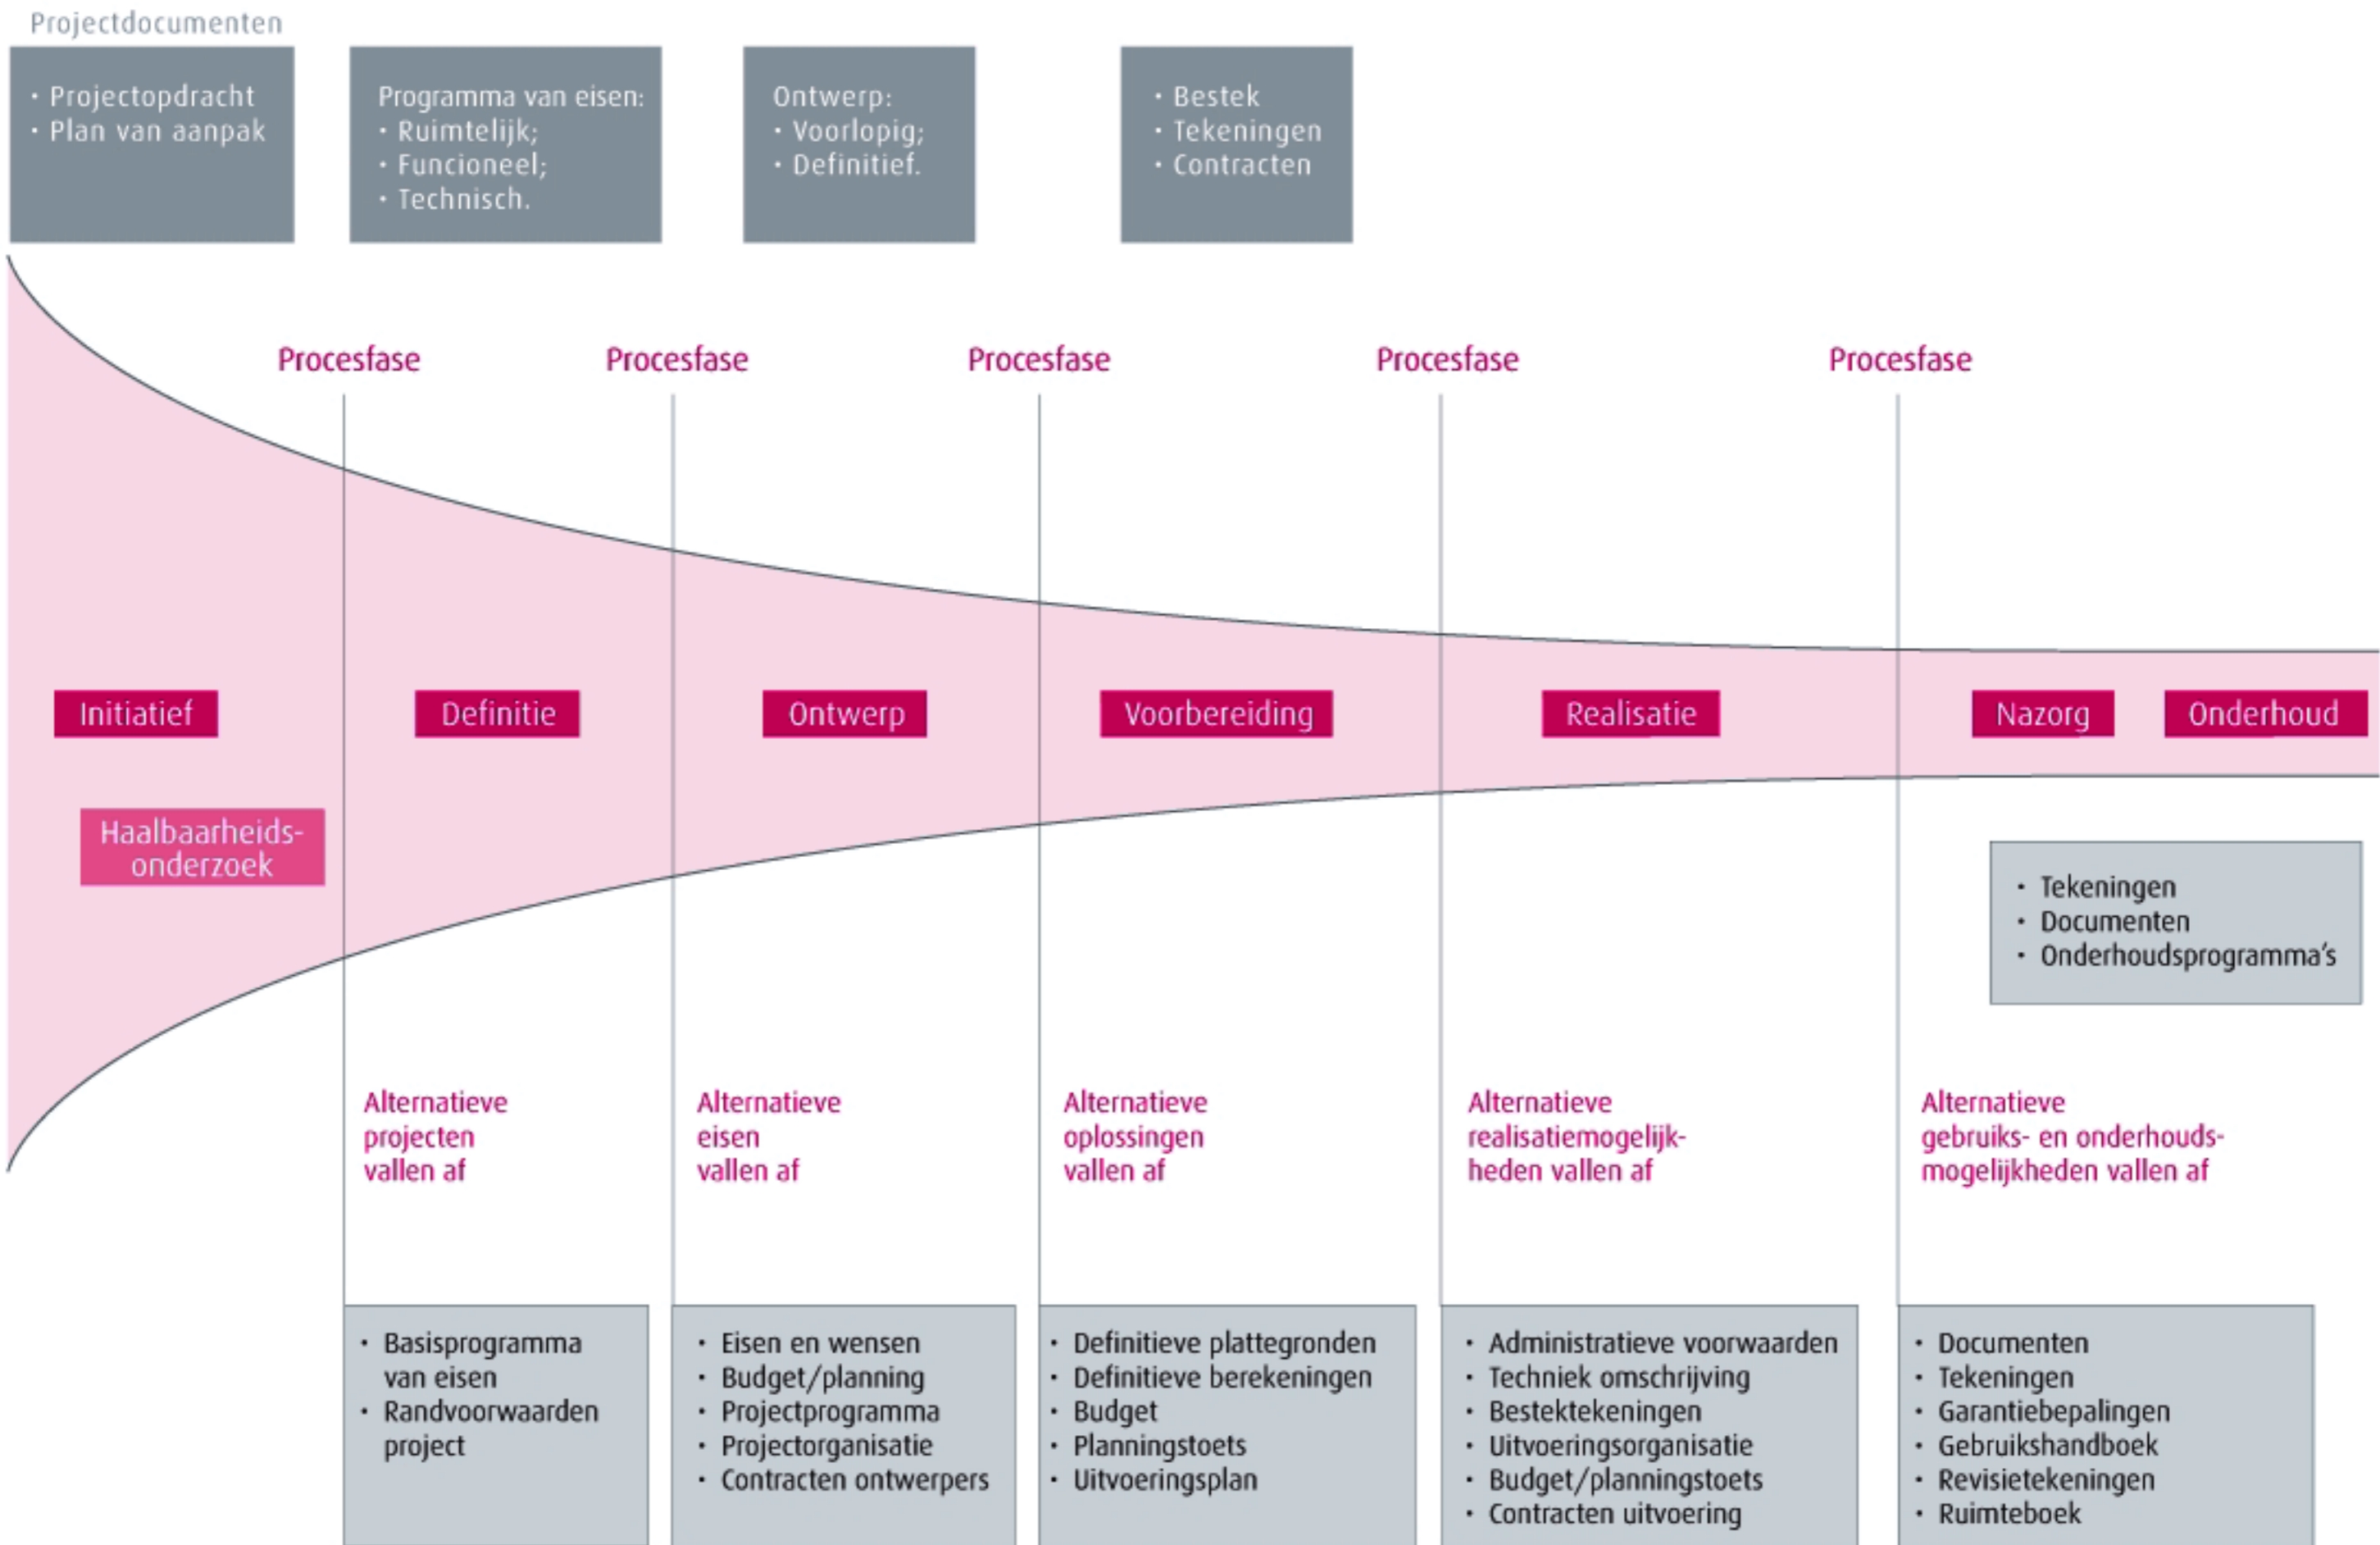 Projectdocumenten
• Projectopdracht
• Plan van aanpak
Programma van eisen:
• Ruimtelijk;
• Funcioneel;
• Technisch.
Ontwerp:
• Voorlopig;
• Definitief.
• Bestek
• Tekeningen
• Contracten
Procesfase
Procesfase
Procesfase
Procesfase
Procesfase
Initiatief
Definitie
Ontwerp
Voorbereiding
Realisatie
Nazorg
Onderhoud
Haalbaarheids-
onderzoek
• Tekeningen
• Documenten
• Onderhoudsprogramma's
Alternatieve
projecten
vallen af
Alternatieve
eisen
vallen af
Alternatieve
oplossingen
vallen af
Alternatieve
realisatiemogelijk-
heden vallen af
Alternatieve
gebruiks- en onderhouds-
mogelijkheden vallen af
• Basisprogramma
van eisen
• Randvoorwaarden
project
• Eisen en wensen
• Budget/planning
• Projectprogramma
• Projectorganisatie
• Contracten ontwerpers
• Definitieve plattegronden
• Definitieve berekeningen
• Budget
• Planningstoets
• Uitvoeringsplan
• Administratieve voorwaarden
• Techniek omschrijving
• Bestektekeningen
• Uitvoeringsorganisatie
• Budget/planningstoets
• Contracten uitvoering
• Documenten
• Tekeningen
• Garantiebepalingen
• Gebruikshandboek
• Revisietekeningen
• Ruimteboek